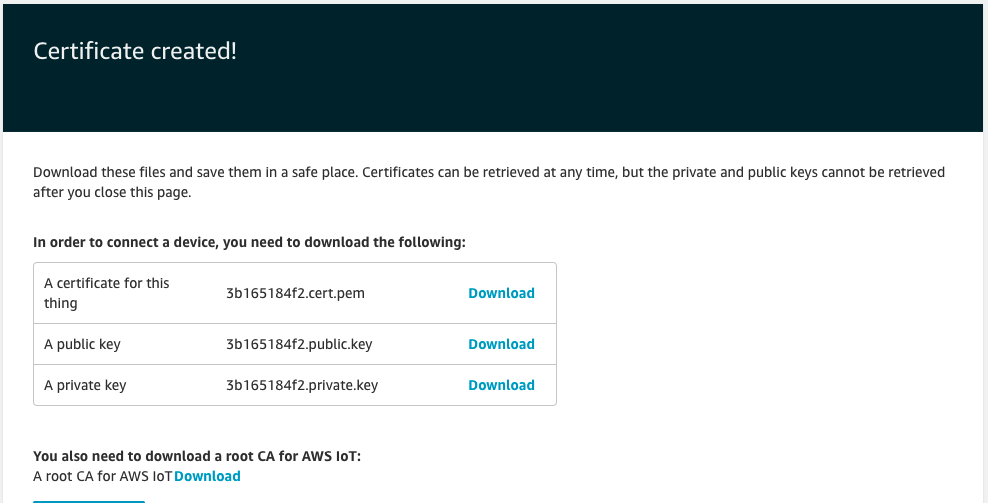 Certificate created!
Download these files and save them in a safe place. Certificates can be retrieved at any time, but the private and public keys cannot be retrieved
after you close this page.
In order to connect a device, you need to download the following:
A certificate for this
thing
3b165184f2.cert.pem
Download
A public key
3b165184f2.public.key
Download
A private key
3b165184f2.private.key
Download
You also need to download a root CA for AWS IoT:
A root CA for AWS IoT Download